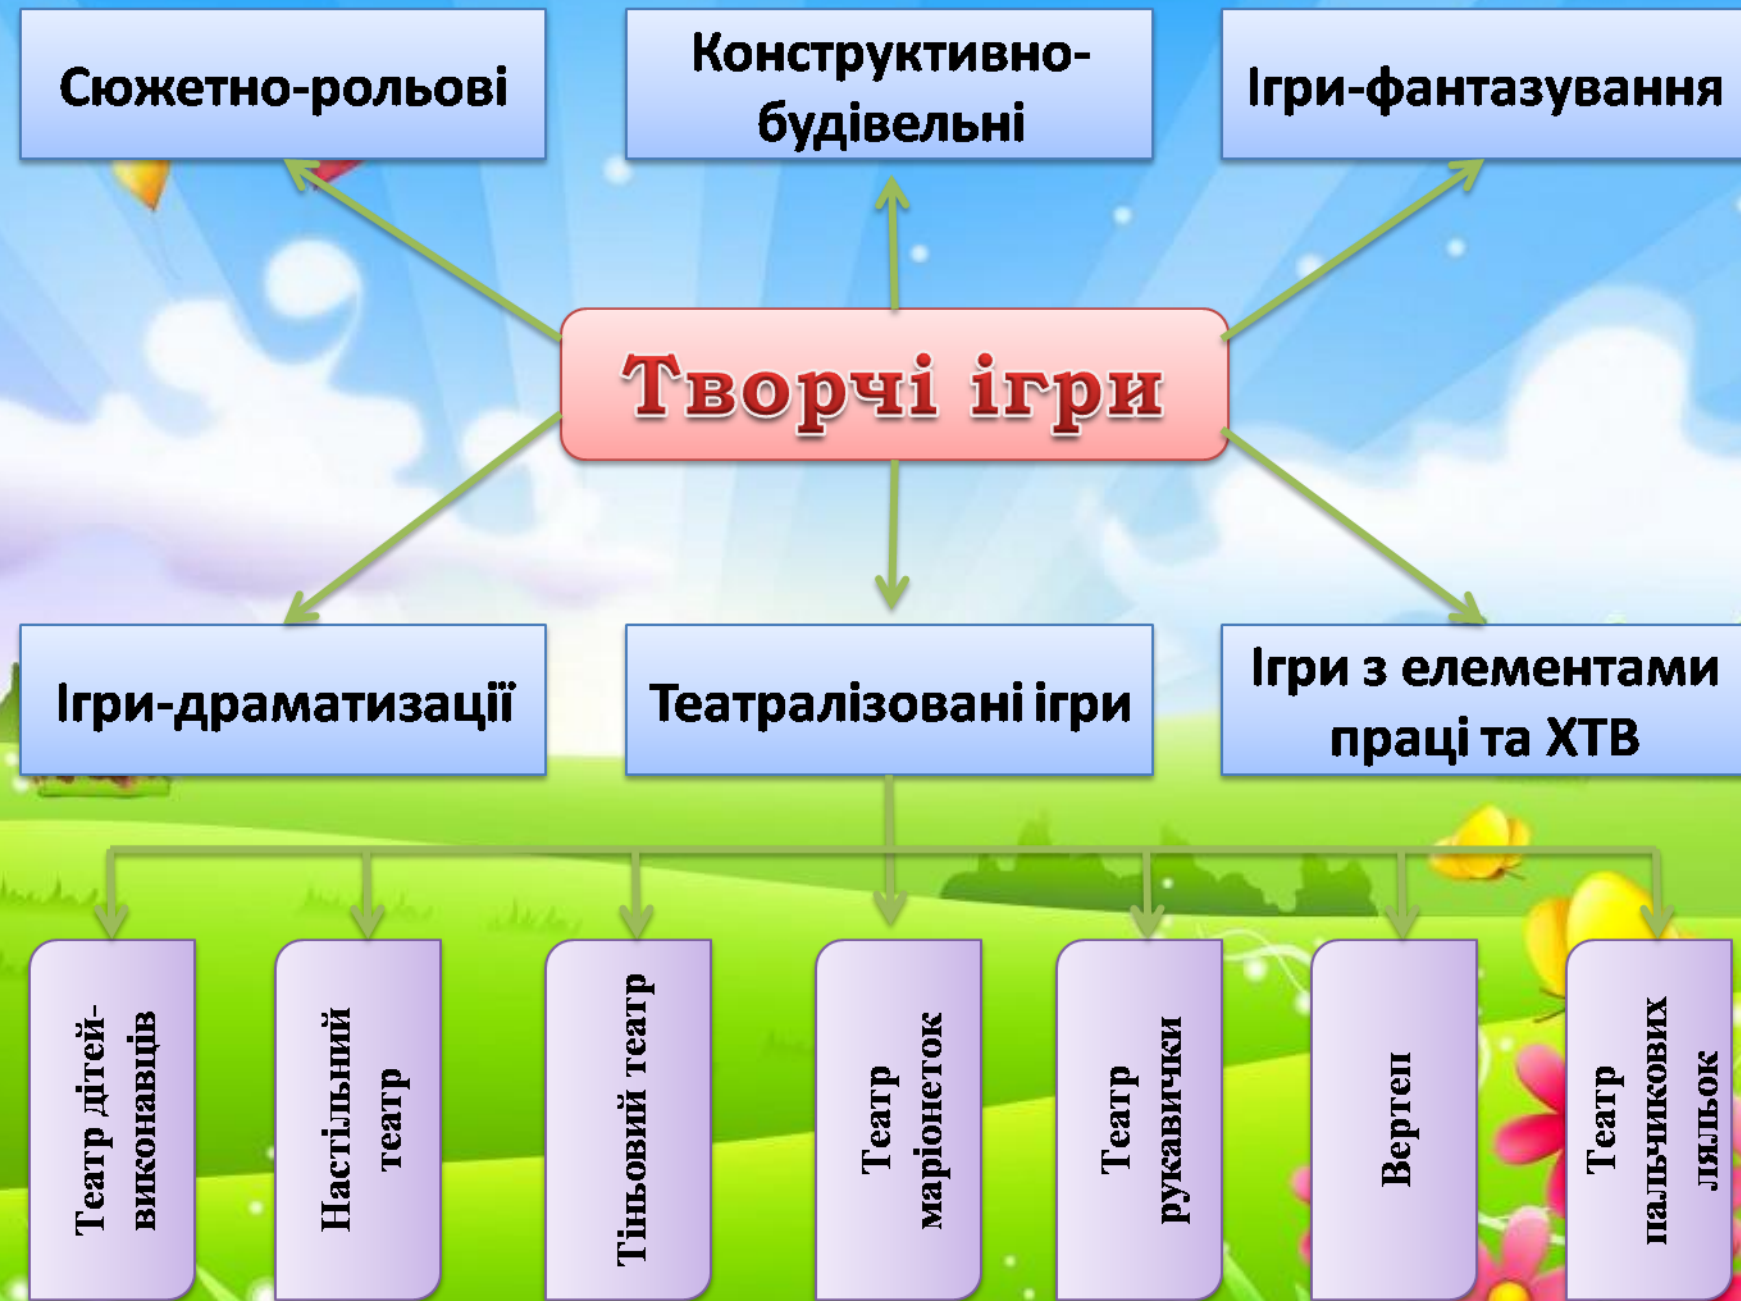 Сюжетно-рольові
Конструктивно-
будівельні
Ігри-фантазування
Творчі ігри
Ігри-драматизації
Театралізовані ігри
Ігри з елементами
праці та ХТВ
Театр дітей-
виконавців
Настільний
театр
Тіньовий театр
Театр
маріонеток
Театр
рукавички
Вертеп
Театр
пальчикових
ляльок